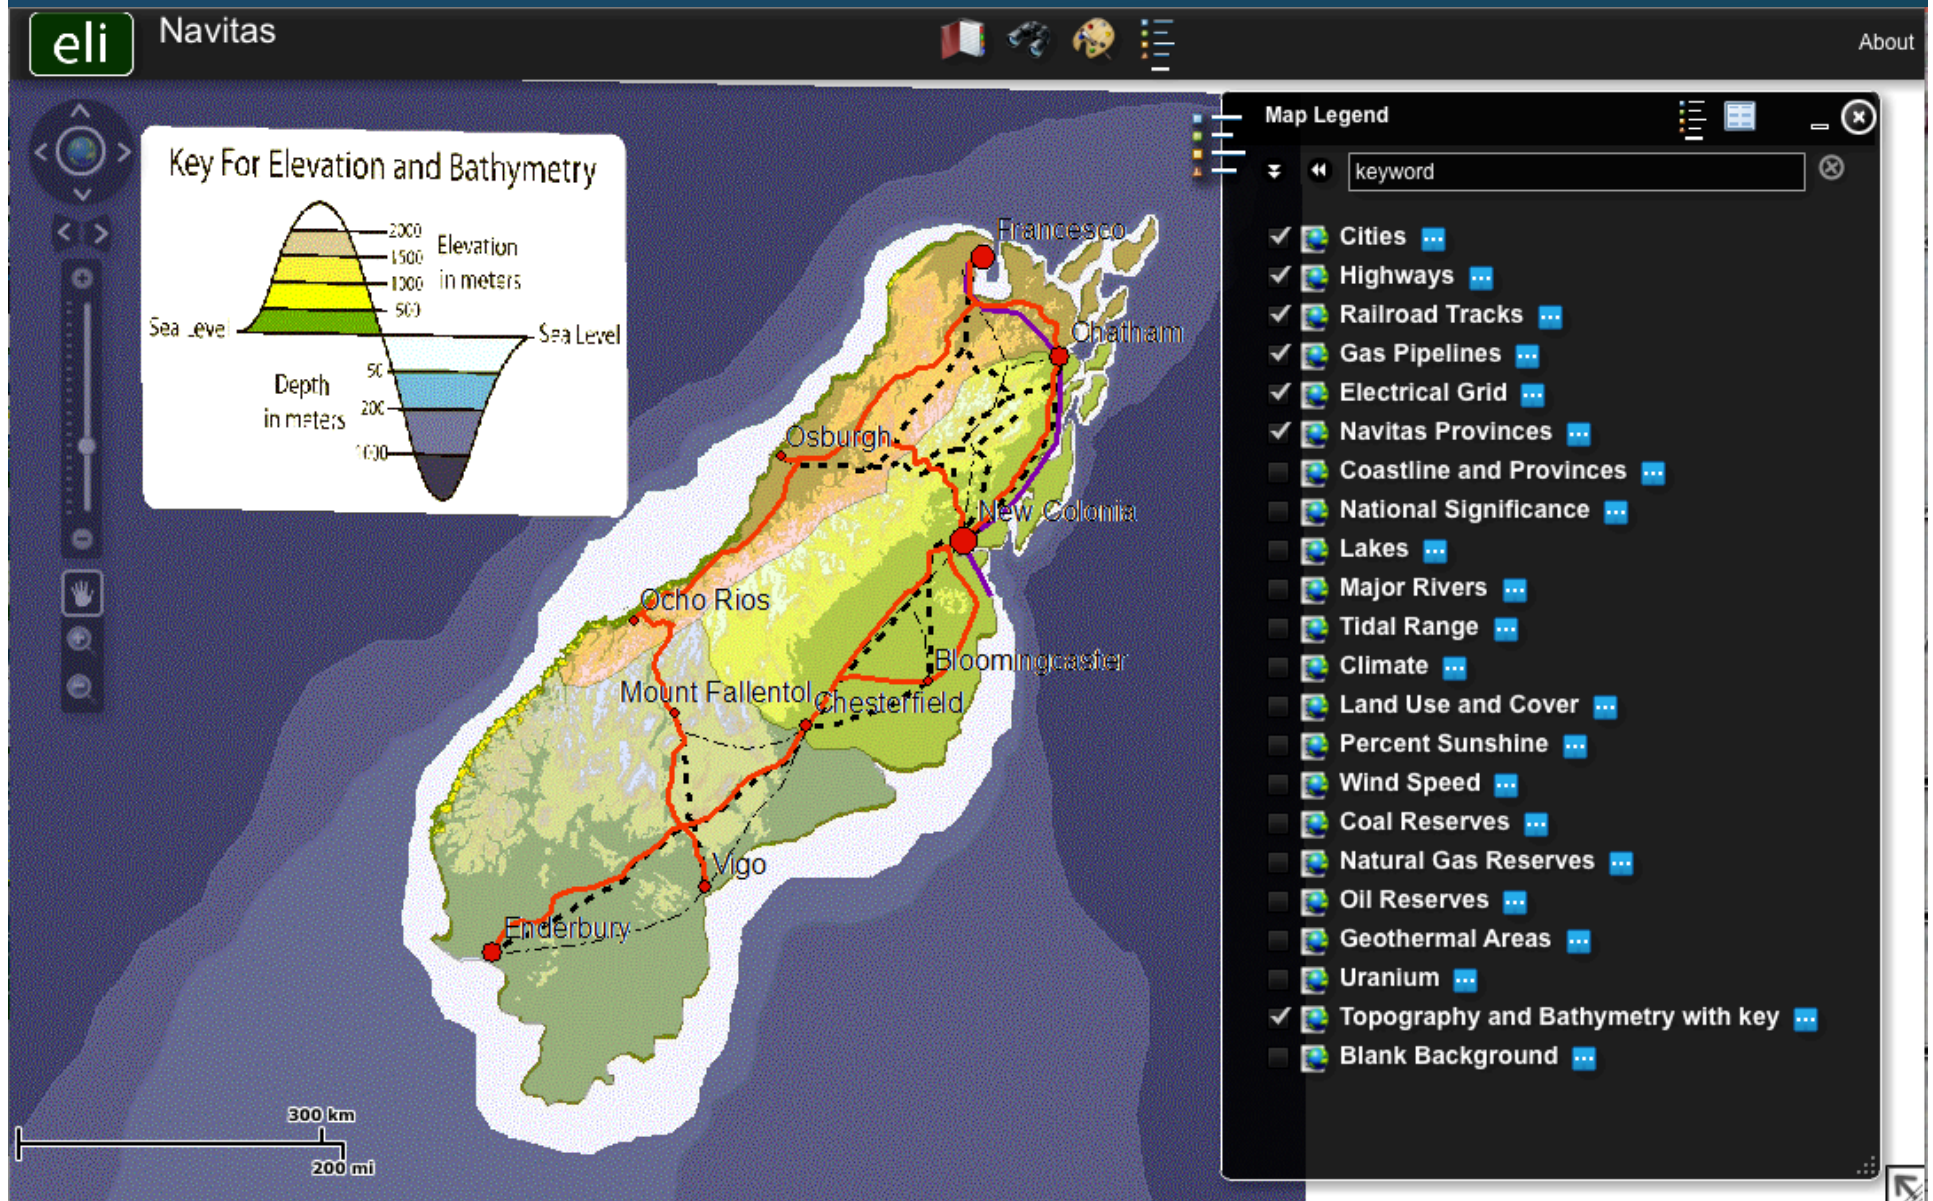 eli
Navitas
About
Key For Elevation and Bathymetry
2000
1500
1000
500
Elevation
in meters
Sea Level
Sea Level
50
200
1000
Depth
in meters
Francesco
Chatham
Osburgh
New Colonia
Ocho Rios
Bloomingcaster
Mount Fallentol
Chesterfield
Vigo
Enderbury
300 km
200 mi
Map Legend
keyword
Cities
Highways
Railroad Tracks
Gas Pipelines
Electrical Grid
Navitas Provinces
Coastline and Provinces
National Significance
Lakes
Major Rivers
Tidal Range
Climate
Land Use and Cover
Percent Sunshine
Wind Speed
Coal Reserves
Natural Gas Reserves
Oil Reserves
Geothermal Areas
Uranium
Topography and Bathymetry with key
Blank Background